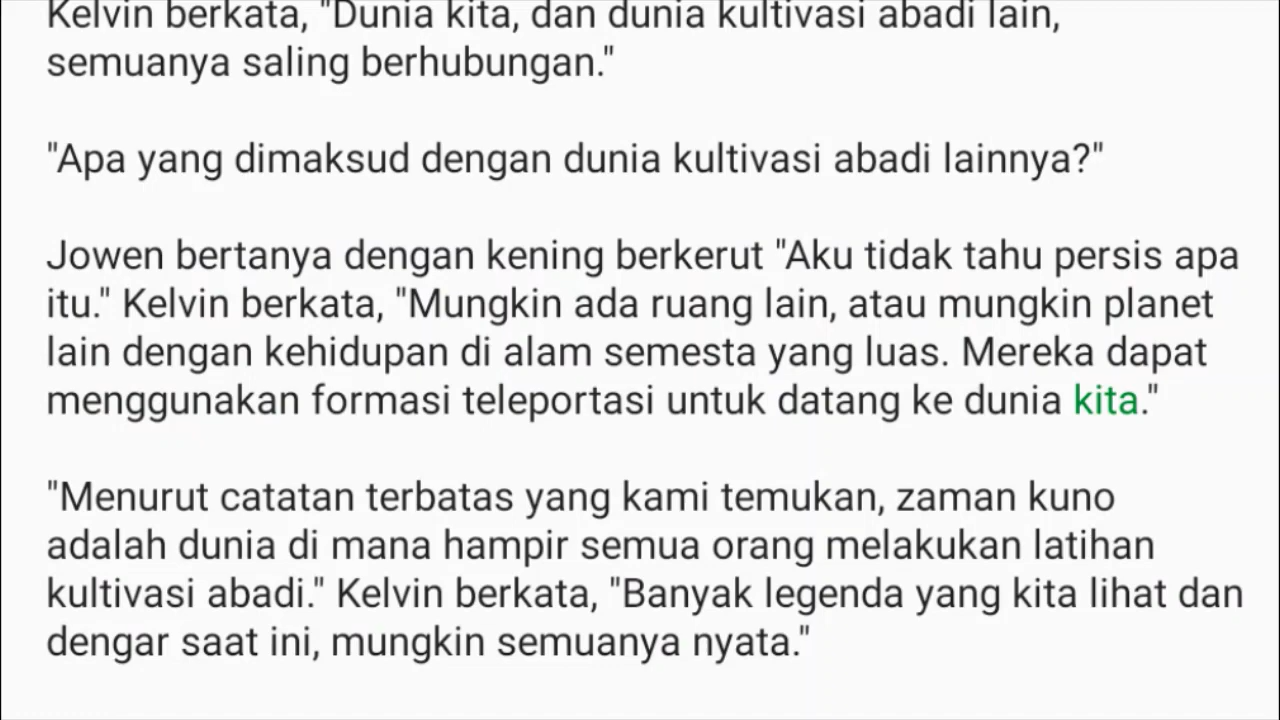 Kelvin berkata, "Dunia kita, dan dunia kultivasi abadi lain,
semuanya saling berhubungan."
"Apa yang dimaksud dengan dunia kultivasi abadi lainnya?"
Jowen bertanya dengan kening berkerut "Aku tidak tahu persis apa
itu." Kelvin berkata, "Mungkin ada ruang lain, atau mungkin planet
lain dengan kehidupan di alam semesta yang luas. Mereka dapat
menggunakan formasi teleportasi untuk datang ke dunia kita."
"Menurut catatan terbatas yang kami temukan, zaman kuno
adalah dunia di mana hampir semua orang melakukan latihan
kultivasi abadi." Kelvin berkata, "Banyak legenda yang kita lihat dan
dengar saat ini, mungkin semuanya nyata."